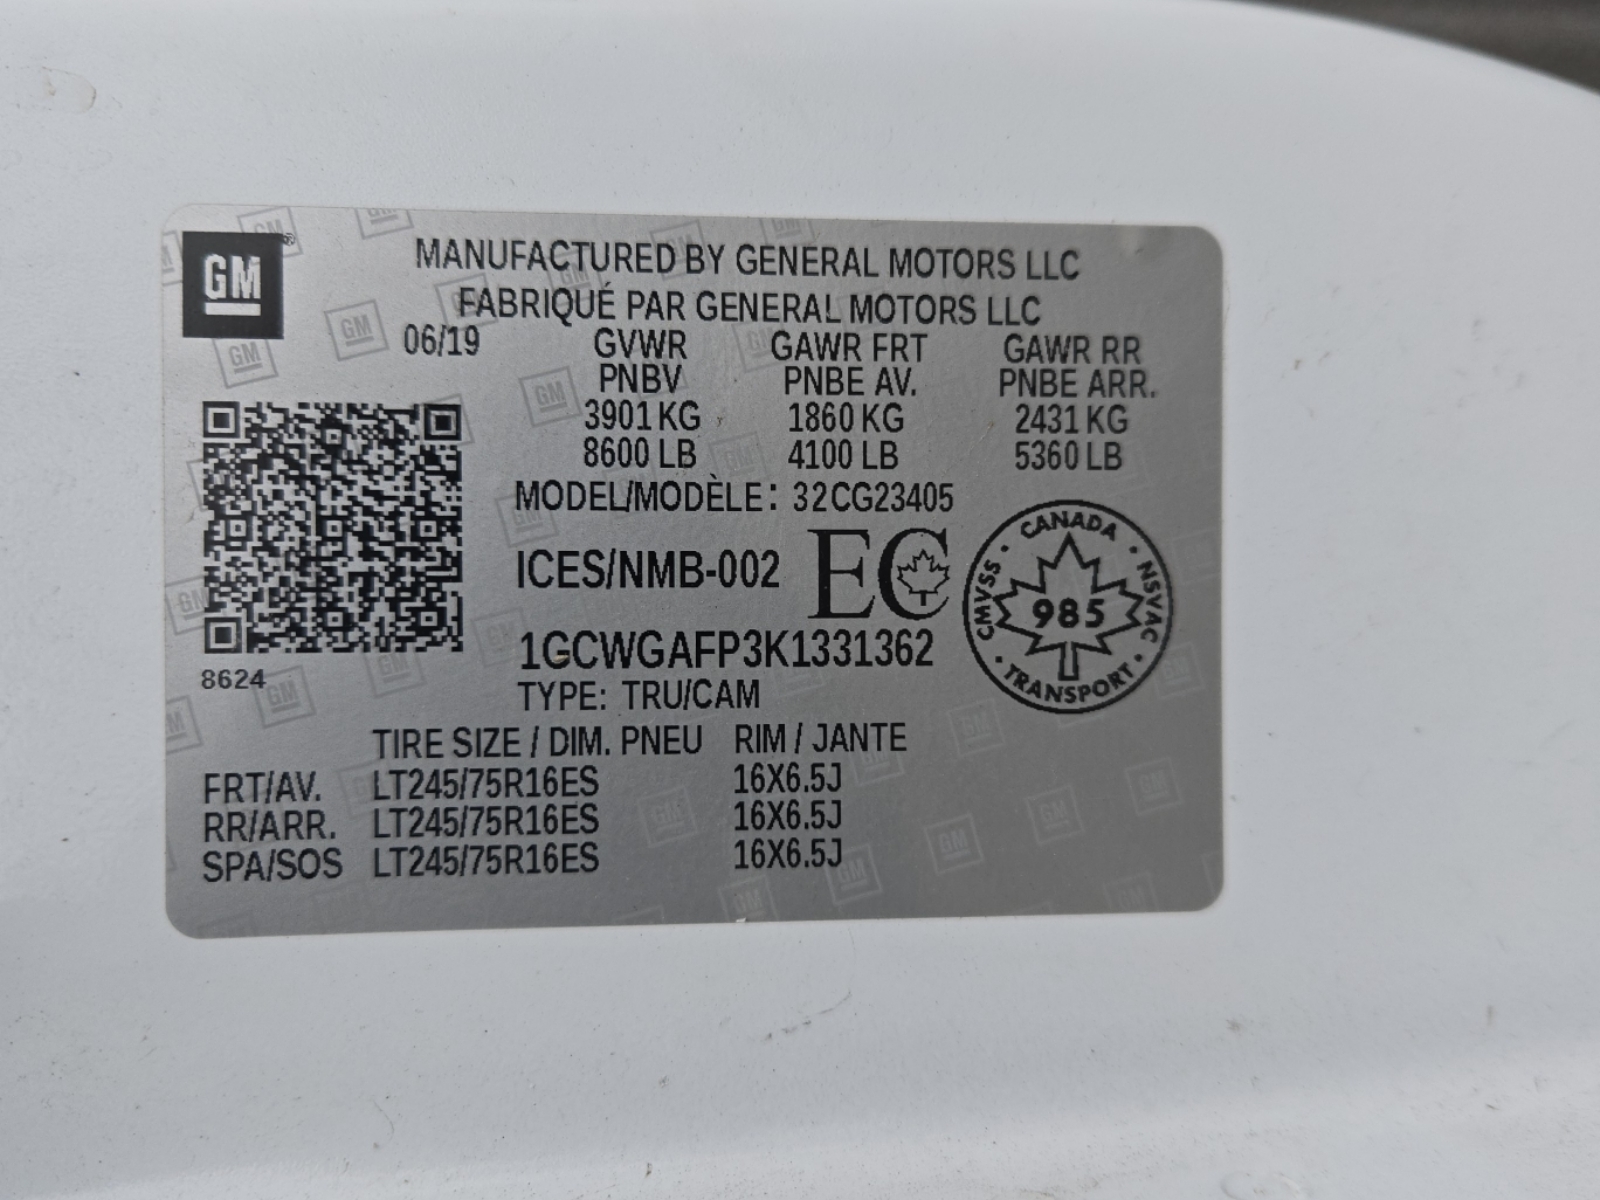 GM
MANUFACTURED BY GENERAL MOTORS LLC
FABRIQUÉ PAR GENERAL MOTORS LLC
06/19 GVWR GAWR FRT GAWR RR
PNBV PNBE AV. PNBE ARR.
3901 KG 1860 KG 2431 KG
8600 LB 4100 LB 5360 LB
MODEL/MODÈLE: 32CG23405
ICES/NMB-002 EC
CANADA
CMVSS 985 NSVAC
TRANSPORT
1GCWGAFP3K1331362
8624
TYPE: TRU/CAM
TIRE SIZE / DIM. PNEU RIM / JANTE
FRT/AV. LT245/75R16ES 16X6.5J
RR/ARR. LT245/75R16ES 16X6.5J
SPA/SOS LT245/75R16ES 16X6.5J